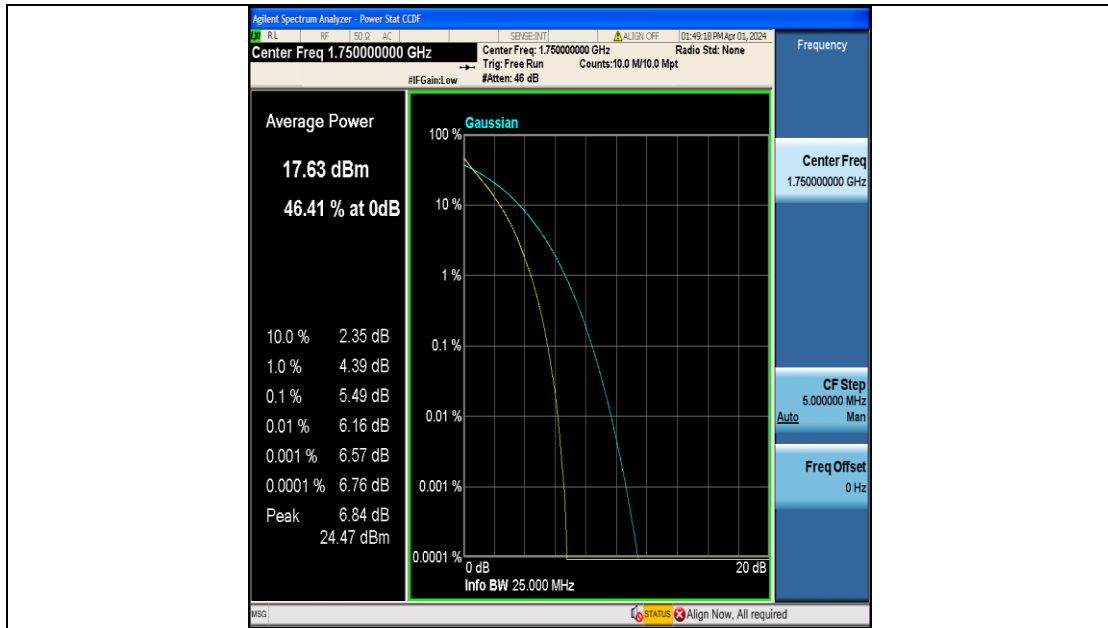 Agilent Spectrum Analyzer - Power Stat CCDF
RL RF 50 Ω AC SENSE:INT ALIGN OFF 01:49:18 PM Apr 01, 2024
Center Freq 1.750000000 GHz
Center Freq: 1.750000000 GHz Radio Std: None
Trig: Free Run Counts:10.0 M/10.0 Mpt
#IFGain:Low #Atten: 46 dB
Frequency
Average Power
17.63 dBm
46.41 % at 0dB
10.0 % 2.35 dB
1.0 % 4.39 dB
0.1 % 5.49 dB
0.01 % 6.16 dB
0.001 % 6.57 dB
0.0001 % 6.76 dB
Peak 6.84 dB
24.47 dBm
Gaussian
100 %
10 %
1 %
0.1 %
0.01 %
0.001 %
0.0001 %
0 dB 20 dB
Info BW 25.000 MHz
Center Freq
1.750000000 GHz
CF Step
5.000000 MHz
Auto Man
Freq Offset
0 Hz
MSG STATUS Align Now, All required